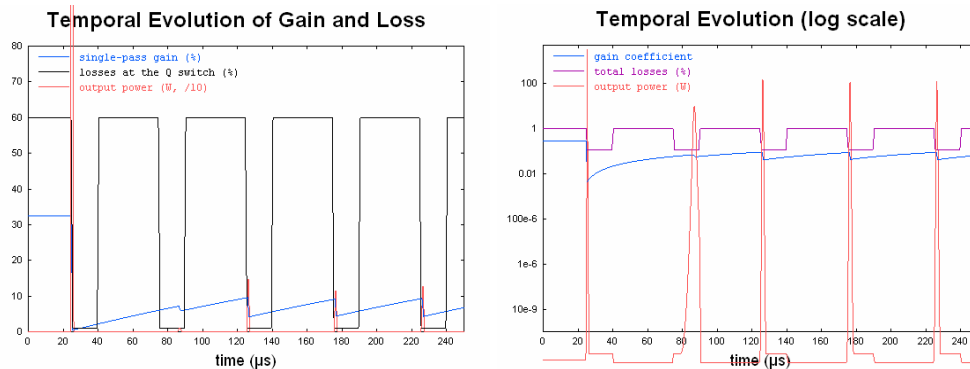 Temporal Evolution of Gain and Loss
80
70
60
50
40
30
20
10
0
single-pass gain (%)
losses at the Q switch (%)
output power (W, /10)
0 20 40 60 80 100 120 140 160 180 200 220 240
time (µs)
Temporal Evolution (log scale)
100
1
0.01
100e-6
1e-6
10e-9
gain coefficient
total losses (%)
output power (W)
0 20 40 60 80 100 120 140 160 180 200 220 240
time (µs)